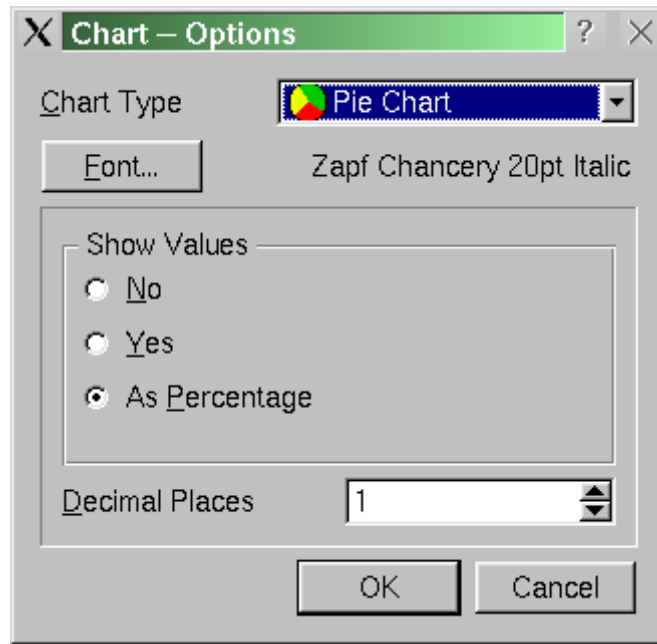 Chart – Options
Chart Type
Pie Chart
Font...
Zapf Chancery 20pt Italic
Show Values
No
Yes
As Percentage
Decimal Places
1
OK
Cancel